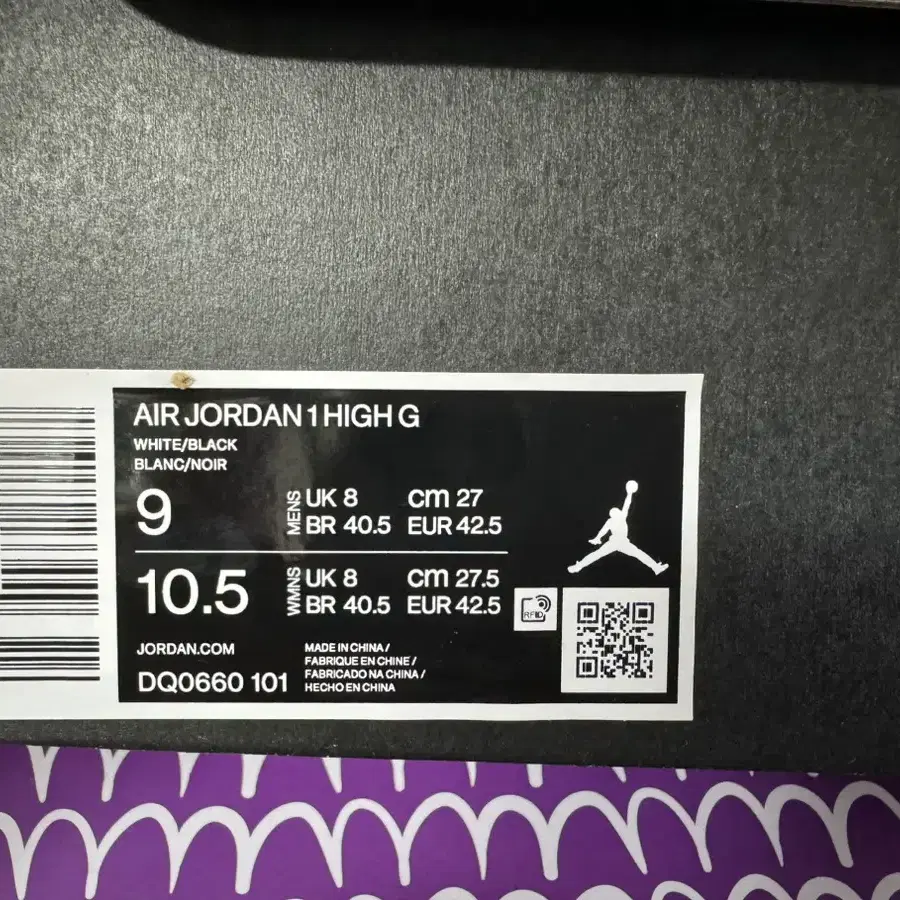 AIR JORDAN 1 HIGH G
WHITE/BLACK
BLANC/NOIR
9
MENS
UK 8 cm 27
BR 40.5 EUR 42.5
10.5
WMNS
UK 8 cm 27.5
BR 40.5 EUR 42.5
RFID
JORDAN.COM
DQ0660 101
MADE IN CHINA /
FABRIQUE EN CHINE /
FABRICADO NA CHINA /
HECHO EN CHINA